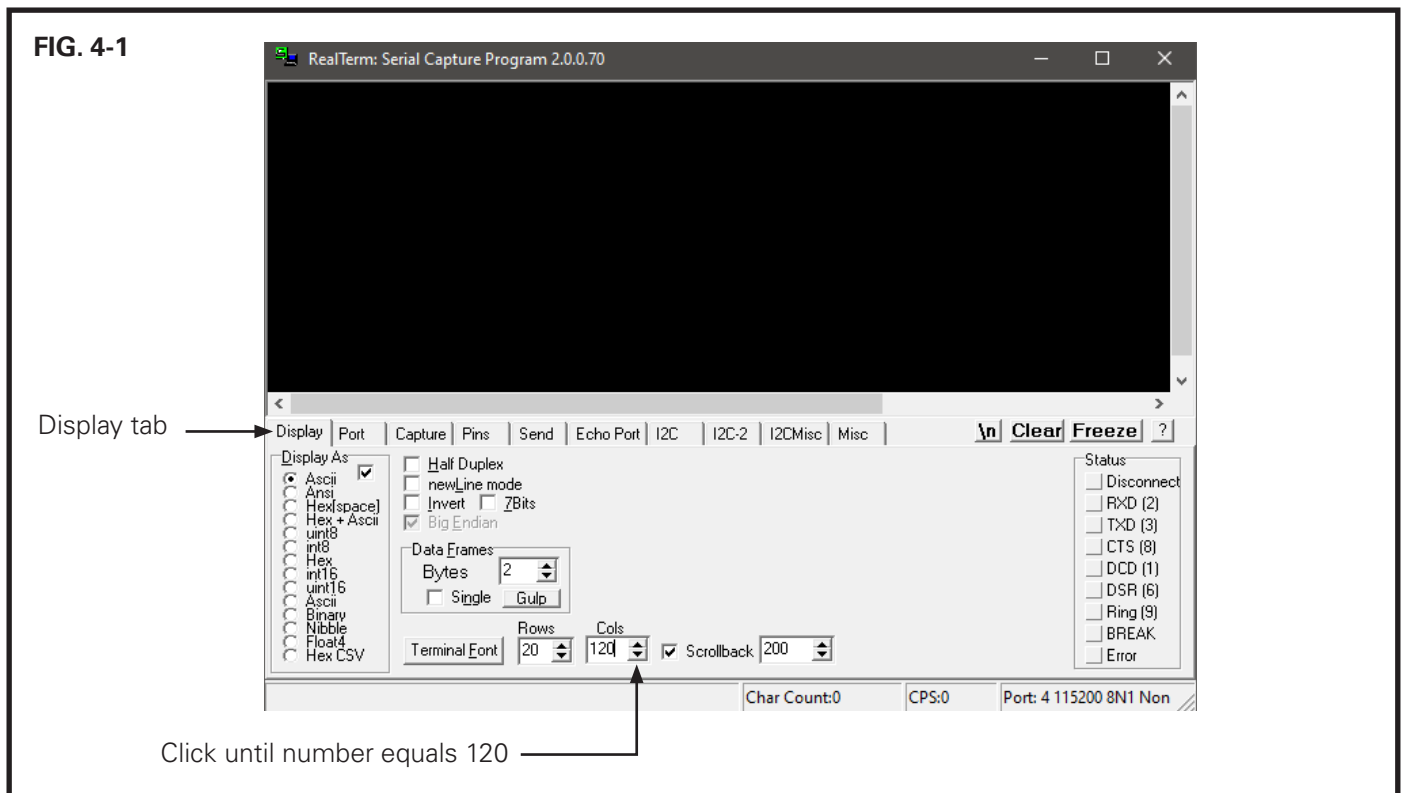 FIG. 4-1
RealTerm: Serial Capture Program 2.0.0.70
Display tab
Display Port Capture Pins Send Echo Port I2C I2C-2 I2CMisc Misc \n Clear Freeze ?
Display As
Ascii
Ansi
Hex[space]
Hex + Ascii
uint8
int8
Hex
int16
uint16
Ascii
Binary
Nibble
Float4
Hex CSV
Half Duplex
newLine mode
Invert 7Bits
Big Endian
Data Frames
Bytes 2
Single Gulp
Rows Cols
Terminal Font 20 120 Scrollback 200
Status
Disconnect
RXD (2)
TXD (3)
CTS (8)
DCD (1)
DSR (6)
Ring (9)
BREAK
Error
Char Count:0 CPS:0 Port: 4 115200 8N1 Non
Click until number equals 120